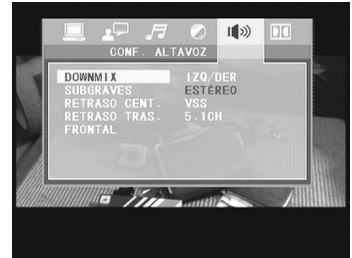 CONF. ALTAVOZ
DOWNMIX IZQ/DER
SUBGRAVES ESTÉREO
RETRASO CENT. VSS
RETRASO TRAS. 5.1CH
FRONTAL